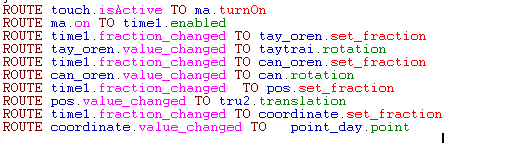 ROUTE touch.isActive TO ma.turnOn
ROUTE ma.on TO time1.enabled
ROUTE time1.fraction_changed TO tay_oren.set_fraction
ROUTE tay_oren.value_changed TO taytrai.rotation
ROUTE time1.fraction_changed TO can_oren.set_fraction
ROUTE can_oren.value_changed TO can.rotation
ROUTE time1.fraction_changed TO pos.set_fraction
ROUTE pos.value_changed TO tru2.translation
ROUTE time1.fraction_changed TO coordinate.set_fraction
ROUTE coordinate.value_changed TO point_day.point